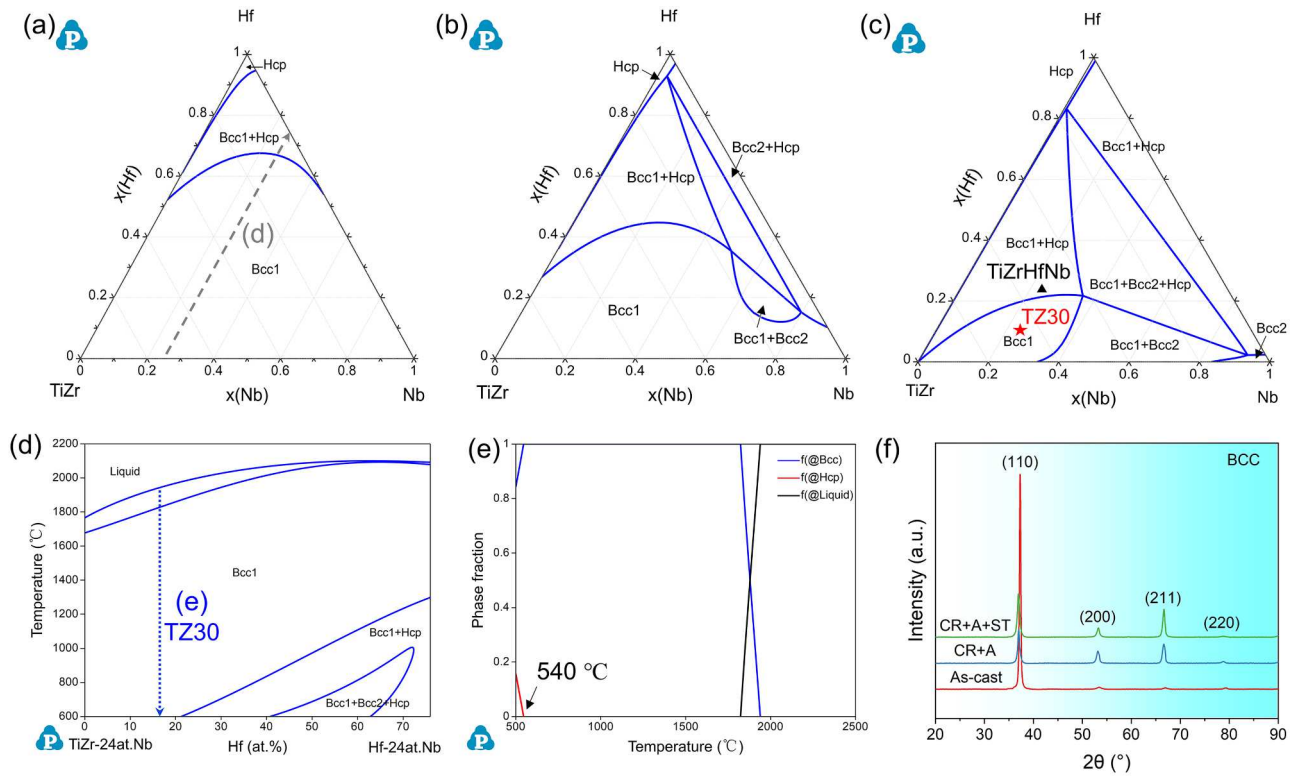 (a)
P
Hf
1
Hcp
0.8
Bcc1+Hcp
x(Hf)
0.6
0.4
(d)
Bcc1
0.2
0
0
0.2
0.4
0.6
0.8
1
TiZr
x(Nb)
Nb
(b)
P
Hf
1
Hcp
0.8
Bcc2+Hcp
x(Hf)
0.6
Bcc1+Hcp
0.4
0.2
Bcc1
Bcc1+Bcc2
0
0
0.2
0.4
0.6
0.8
1
TiZr
x(Nb)
Nb
(c)
P
Hf
1
Hcp
0.8
Bcc1+Hcp
x(Hf)
0.6
0.4
Bcc1+Hcp
TiZrHfNb
Bcc1+Bcc2+Hcp
0.2
TZ30
Bcc1
Bcc1+Bcc2
Bcc2
0
0
0.2
0.4
0.6
0.8
1
TiZr
x(Nb)
Nb
(d)
2200
2000
1800
1600
1400
1200
1000
800
600
Temperature (℃)
Liquid
Bcc1
(e)
TZ30
Bcc1+Hcp
Bcc1+Bcc2+Hcp
0 10 20 30 40 50 60 70
P
TiZr-24at.Nb
Hf (at.%)
Hf-24at.Nb
(e)
1
0.8
0.6
0.4
0.2
0
Phase fraction
f(@Bcc)
f(@Hcp)
f(@Liquid)
540 ℃
500 1000 1500 2000 2500
P
Temperature (℃)
(f)
BCC
(110)
(200)
(211)
(220)
Intensity (a.u.)
CR+A+ST
CR+A
As-cast
20 30 40 50 60 70 80 90
2θ (°)